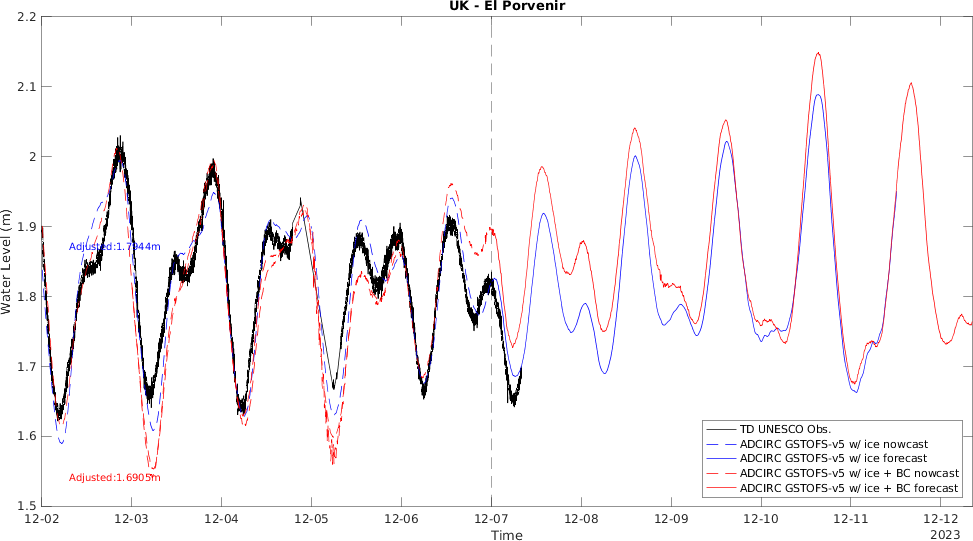 UK - El Porvenir
2.2
2.1
2
1.9
1.8
1.7
1.6
1.5
Water Level (m)
Adjusted:1.7944m
Adjusted:1.6905m
TD UNESCO Obs.
ADCIRC GSTOFS-v5 w/ ice nowcast
ADCIRC GSTOFS-v5 w/ ice forecast
ADCIRC GSTOFS-v5 w/ ice + BC nowcast
ADCIRC GSTOFS-v5 w/ ice + BC forecast
12-02 12-03 12-04 12-05 12-06 12-07 12-08 12-09 12-10 12-11 12-12
Time 2023